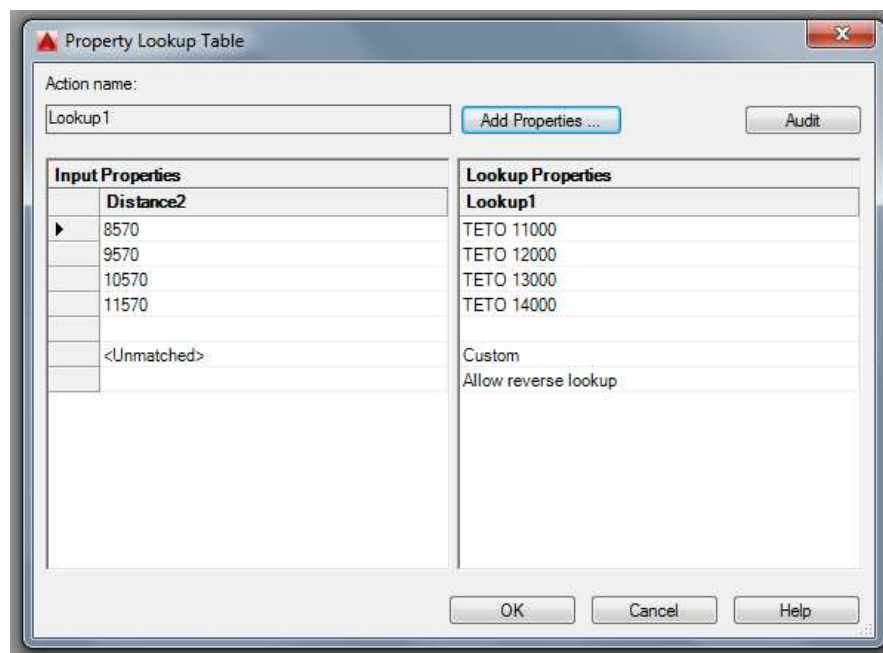 Property Lookup Table
Action name:
Lookup1
Add Properties ...
Audit
Input Properties
Lookup Properties
Distance2
Lookup1
8570
TETO 11000
9570
TETO 12000
10570
TETO 13000
11570
TETO 14000
<Unmatched>
Custom
Allow reverse lookup
OK
Cancel
Help